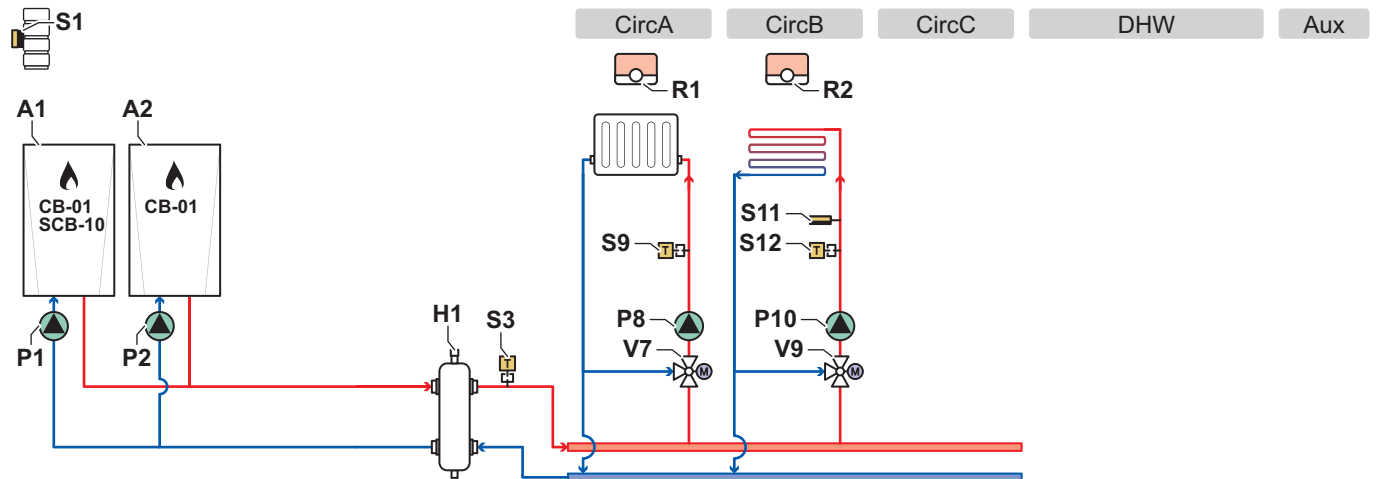 S1
CircA
CircB
CircC
DHW
Aux
R1
R2
A1
A2
CB-01
SCB-10
CB-01
S11
S9
T
S12
T
H1
S3
T
P1
P2
P8
P10
V7
M
V9
M